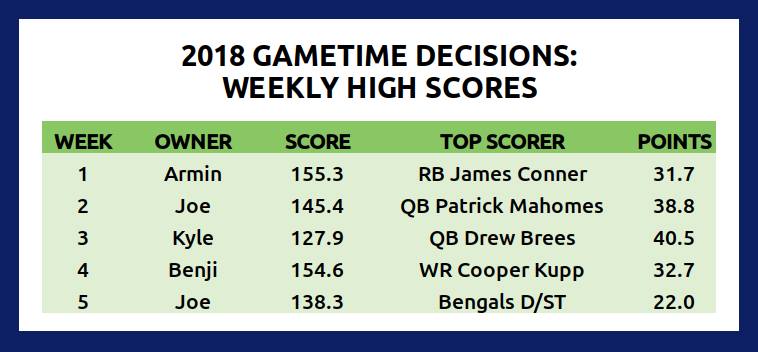 2018 GAMETIME DECISIONS:
WEEKLY HIGH SCORES
WEEK OWNER SCORE TOP SCORER POINTS
1 Armin 155.3 RB James Conner 31.7
2 Joe 145.4 QB Patrick Mahomes 38.8
3 Kyle 127.9 QB Drew Brees 40.5
4 Benji 154.6 WR Cooper Kupp 32.7
5 Joe 138.3 Bengals D/ST 22.0